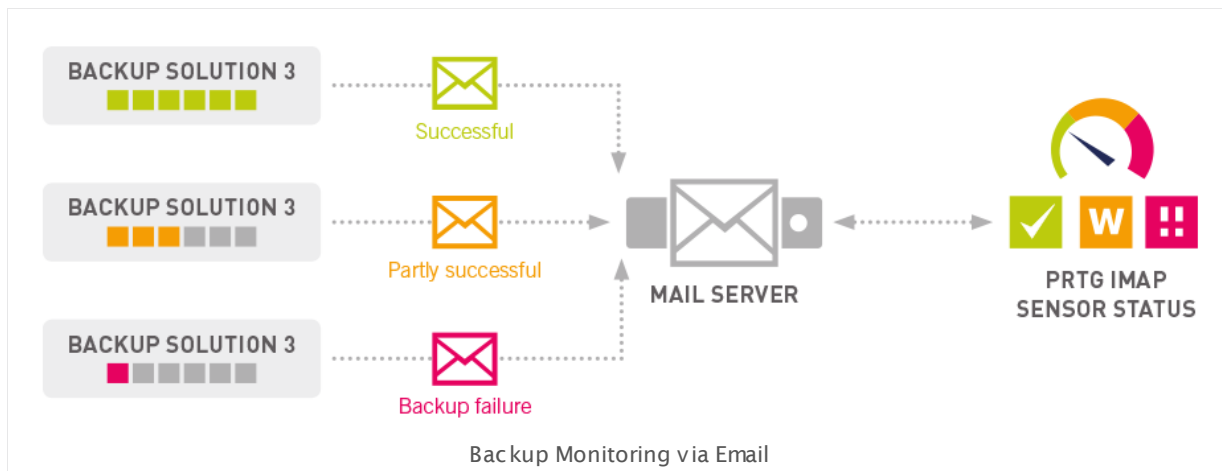 BACKUP SOLUTION 3
Successful
BACKUP SOLUTION 3
Partly successful
BACKUP SOLUTION 3
Backup failure
MAIL SERVER
W
PRTG IMAP
SENSOR STATUS
Backup Monitoring via Email